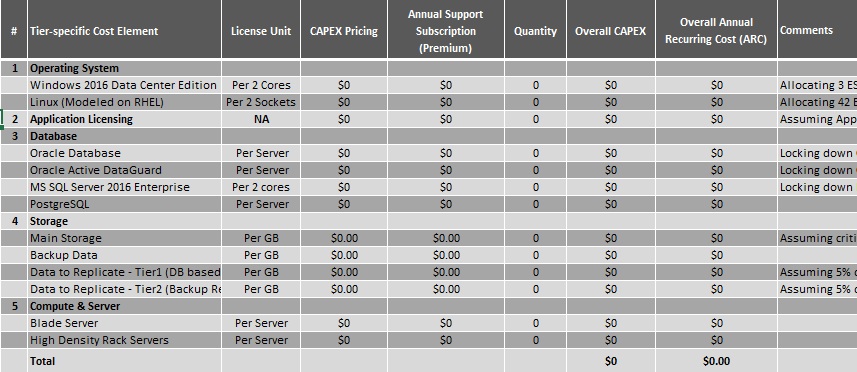 # Tier-specific Cost Element License Unit CAPEX Pricing Annual Support Subscription (Premium) Quantity Overall CAPEX Overall Annual Recurring Cost (ARC) Comments
1 Operating System
Windows 2016 Data Center Edition Per 2 Cores $0 $0 0 $0 $0 Allocating 3 ES
Linux (Modeled on RHEL) Per 2 Sockets $0 $0 0 $0 $0 Allocating 42 E
2 Application Licensing NA $0 $0 0 $0 $0 Assuming App
3 Database
Oracle Database Per Server $0 $0 0 $0 $0 Locking down
Oracle Active DataGuard Per Server $0 $0 0 $0 $0 Locking down
MS SQL Server 2016 Enterprise Per 2 cores $0 $0 0 $0 $0 Locking down
PostgreSQL Per Server $0 $0 0 $0 $0
4 Storage
Main Storage Per GB $0.00 $0.00 0 $0 $0 Assuming criti
Backup Data Per GB $0.00 $0.00 0 $0 $0
Data to Replicate - Tier1 (DB based Per GB $0.00 $0.00 0 $0 $0 Assuming 5%
Data to Replicate - Tier2 (Backup Re Per GB $0.00 $0.00 0 $0 $0 Assuming 5%
5 Compute & Server
Blade Server Per Server $0 $0 0 $0 $0
High Density Rack Servers Per Server $0 $0 0 $0 $0
Total $0 $0.00